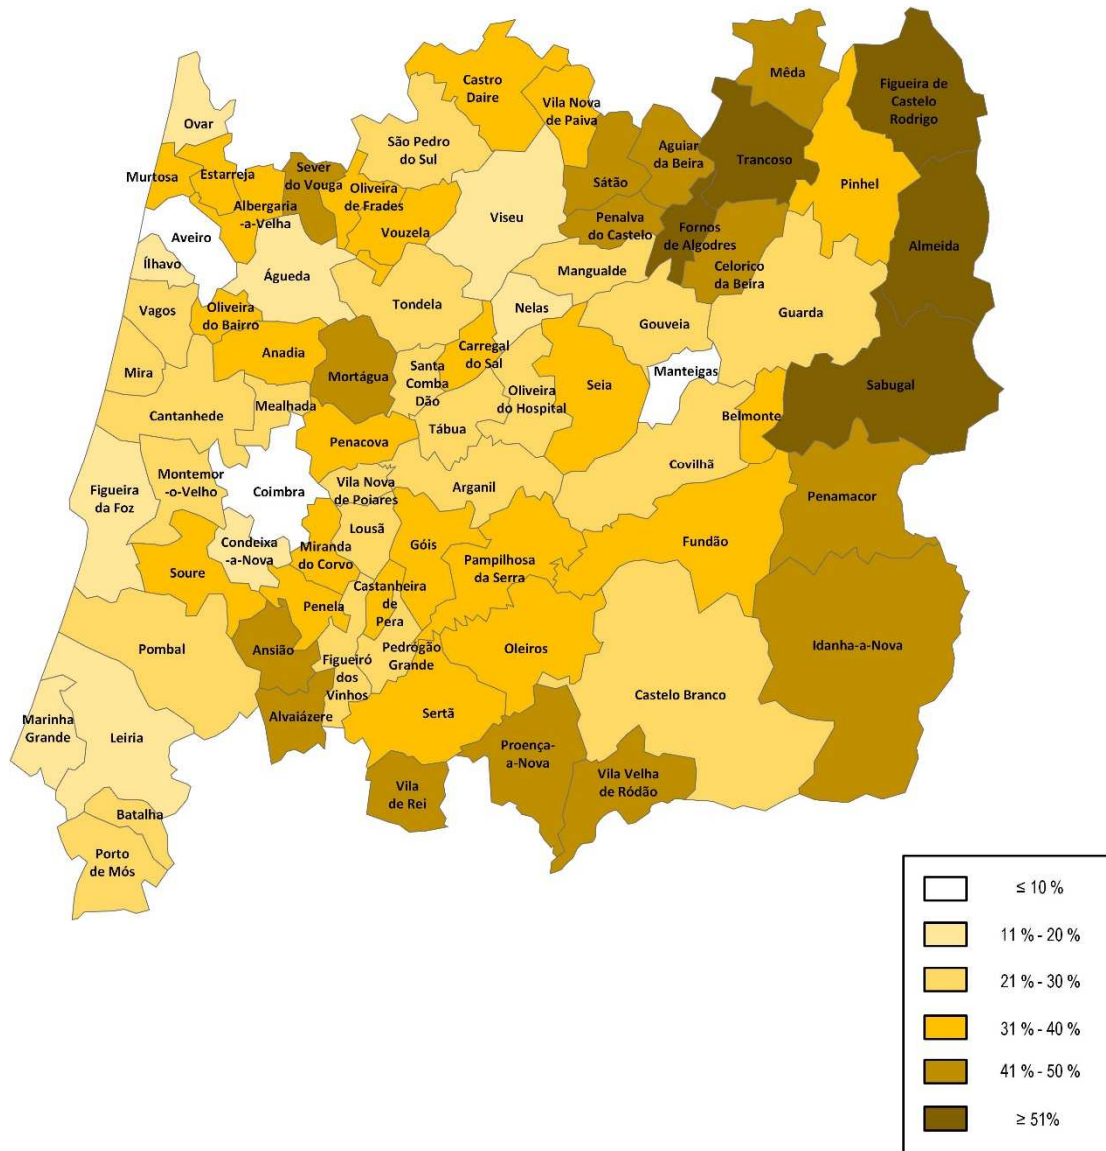 Castro
Daire
Mêda
Figueira de
Castelo
Rodrigo
Vila Nova
de Paiva
Ovar
São Pedro
do Sul
Aguiar
da Beira
Trancoso
Murtosa
Estarreja
Sever
do Vouga
Oliveira
de Frades
Sátão
Pinhel
Albergaria
-a-Velha
Viseu
Penalva
do Castelo
Fornos
de Algodres
Vouzela
Aveiro
Almeida
Ílhavo
Águeda
Mangualde
Celorico
da Beira
Vagos
Oliveira
do Bairro
Tondela
Nelas
Gouveia
Guarda
Anadia
Carregal
do Sal
Mira
Mortágua
Santa
Comba
Dão
Oliveira
do Hospital
Seia
Manteigas
Sabugal
Cantanhede
Mealhada
Belmonte
Tábua
Penacova
Covilhã
Montemor
-o-Velho
Coimbra
Vila Nova
de Poiares
Arganil
Figueira
da Foz
Penamacor
Lousã
Condeixa
-a-Nova
Miranda
do Corvo
Góis
Fundão
Soure
Pampilhosa
da Serra
Castanheira
de
Pera
Penela
Pombal
Ansião
Figueiró
dos
Vinhos
Pedrógão
Grande
Oleiros
Idanha-a-Nova
Castelo Branco
Marinha
Grande
Leiria
Alvaiázere
Sertã
Proença-
a-Nova
Vila
de Rei
Vila Velha
de Ródão
Batalha
Porto
de Mós
≤ 10 %
11 % - 20 %
21 % - 30 %
31 % - 40 %
41 % - 50 %
≥ 51%